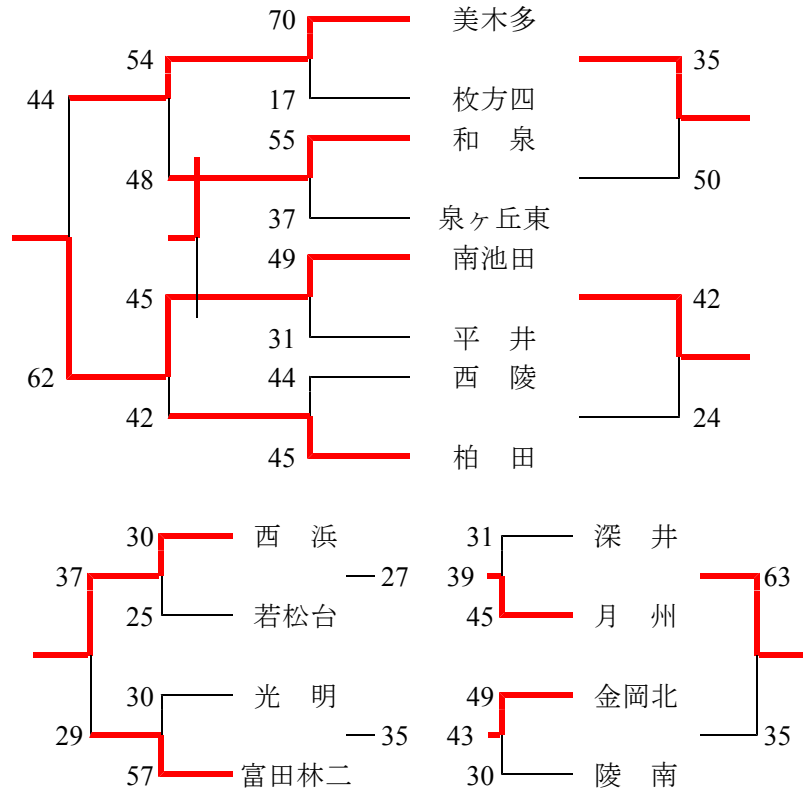 70 美木多
54 35
44 17 枚方四
55 和 泉
48 50
37 泉ヶ丘東
49 南池田
45 42
31 平 井
62 44 西 陵
42 24
45 柏 田
30 西 浜 31 深 井
37 27 39 63
25 若松台 45 月 州
30 光 明 49 金岡北
29 35 43 35
57 富田林二 30 陵 南